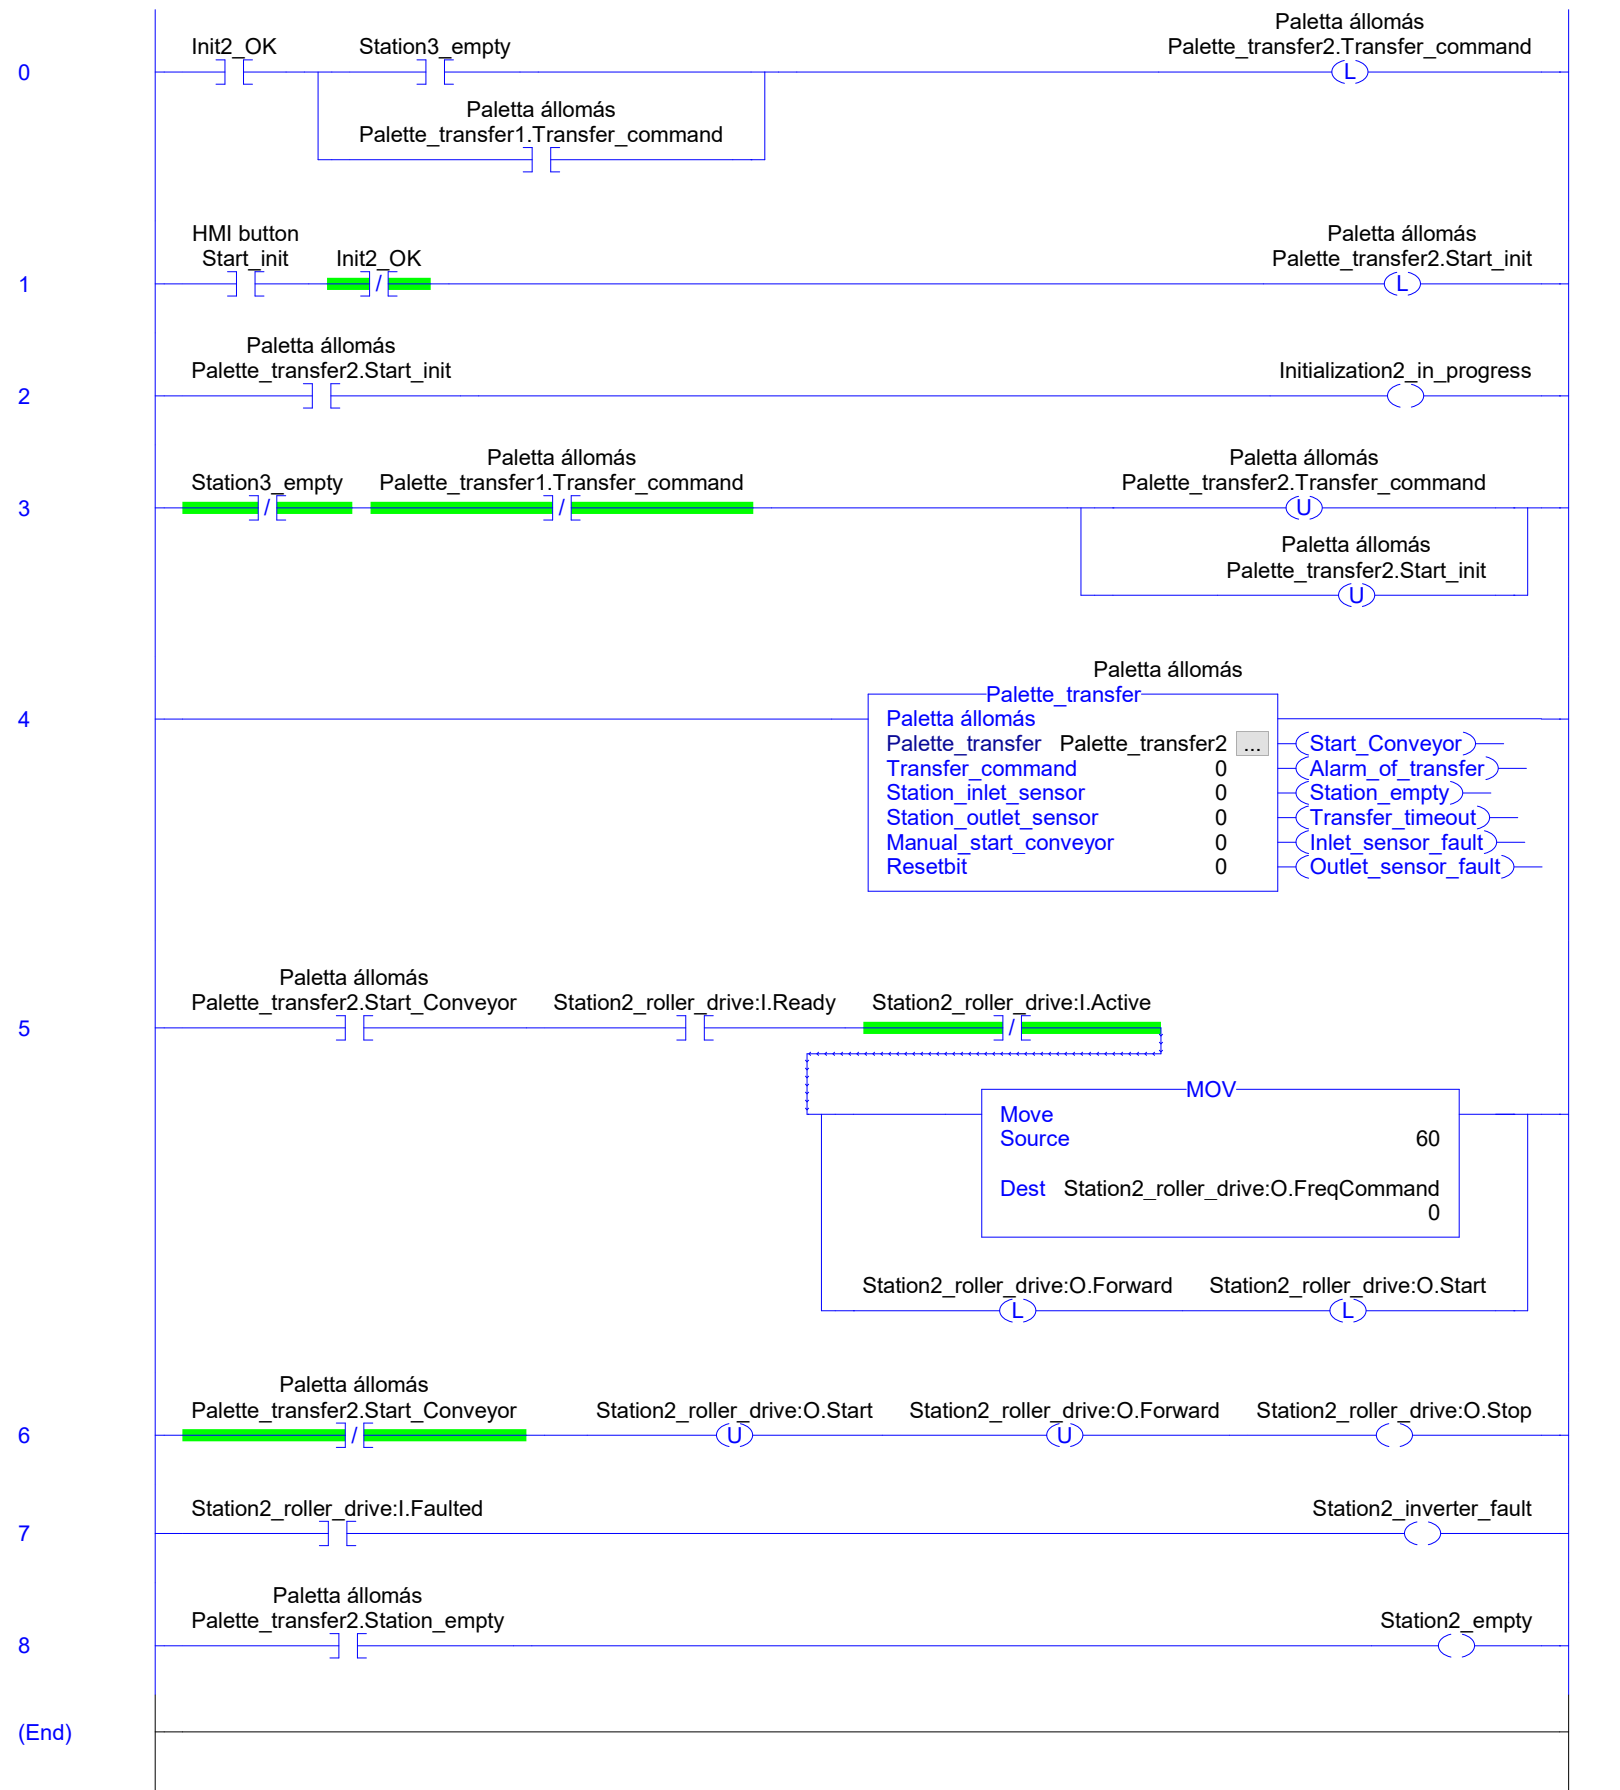 Init2_OK
Station3_empty
Paletta állomás
Palette_transfer2.Transfer_command
0
L
Paletta állomás
Palette_transfer1.Transfer_command
HMI button
Start_init
Init2_OK
Paletta állomás
Palette_transfer2.Start_init
1
/
L
Paletta állomás
Palette_transfer2.Start_init
Initialization2_in_progress
2
Station3_empty
Paletta állomás
Palette_transfer1.Transfer_command
Paletta állomás
Palette_transfer2.Transfer_command
3
/
/
U
Paletta állomás
Palette_transfer2.Start_init
U
Paletta állomás
Palette_transfer
4
Paletta állomás
Palette_transfer Palette_transfer2 ... Start_Conveyor
Transfer_command 0 Alarm_of_transfer
Station_inlet_sensor 0 Station_empty
Station_outlet_sensor 0 Transfer_timeout
Manual_start_conveyor 0 Inlet_sensor_fault
Resetbit 0 Outlet_sensor_fault
Paletta állomás
Palette_transfer2.Start_Conveyor
Station2_roller_drive:I.Ready
Station2_roller_drive:I.Active
5
/
MOV
Move
Source 60
Dest Station2_roller_drive:O.FreqCommand
0
Station2_roller_drive:O.Forward
Station2_roller_drive:O.Start
L
L
Paletta állomás
Palette_transfer2.Start_Conveyor
Station2_roller_drive:O.Start
Station2_roller_drive:O.Forward
Station2_roller_drive:O.Stop
6
/
U
U
Station2_roller_drive:I.Faulted
Station2_inverter_fault
7
Paletta állomás
Palette_transfer2.Station_empty
Station2_empty
8
(End)